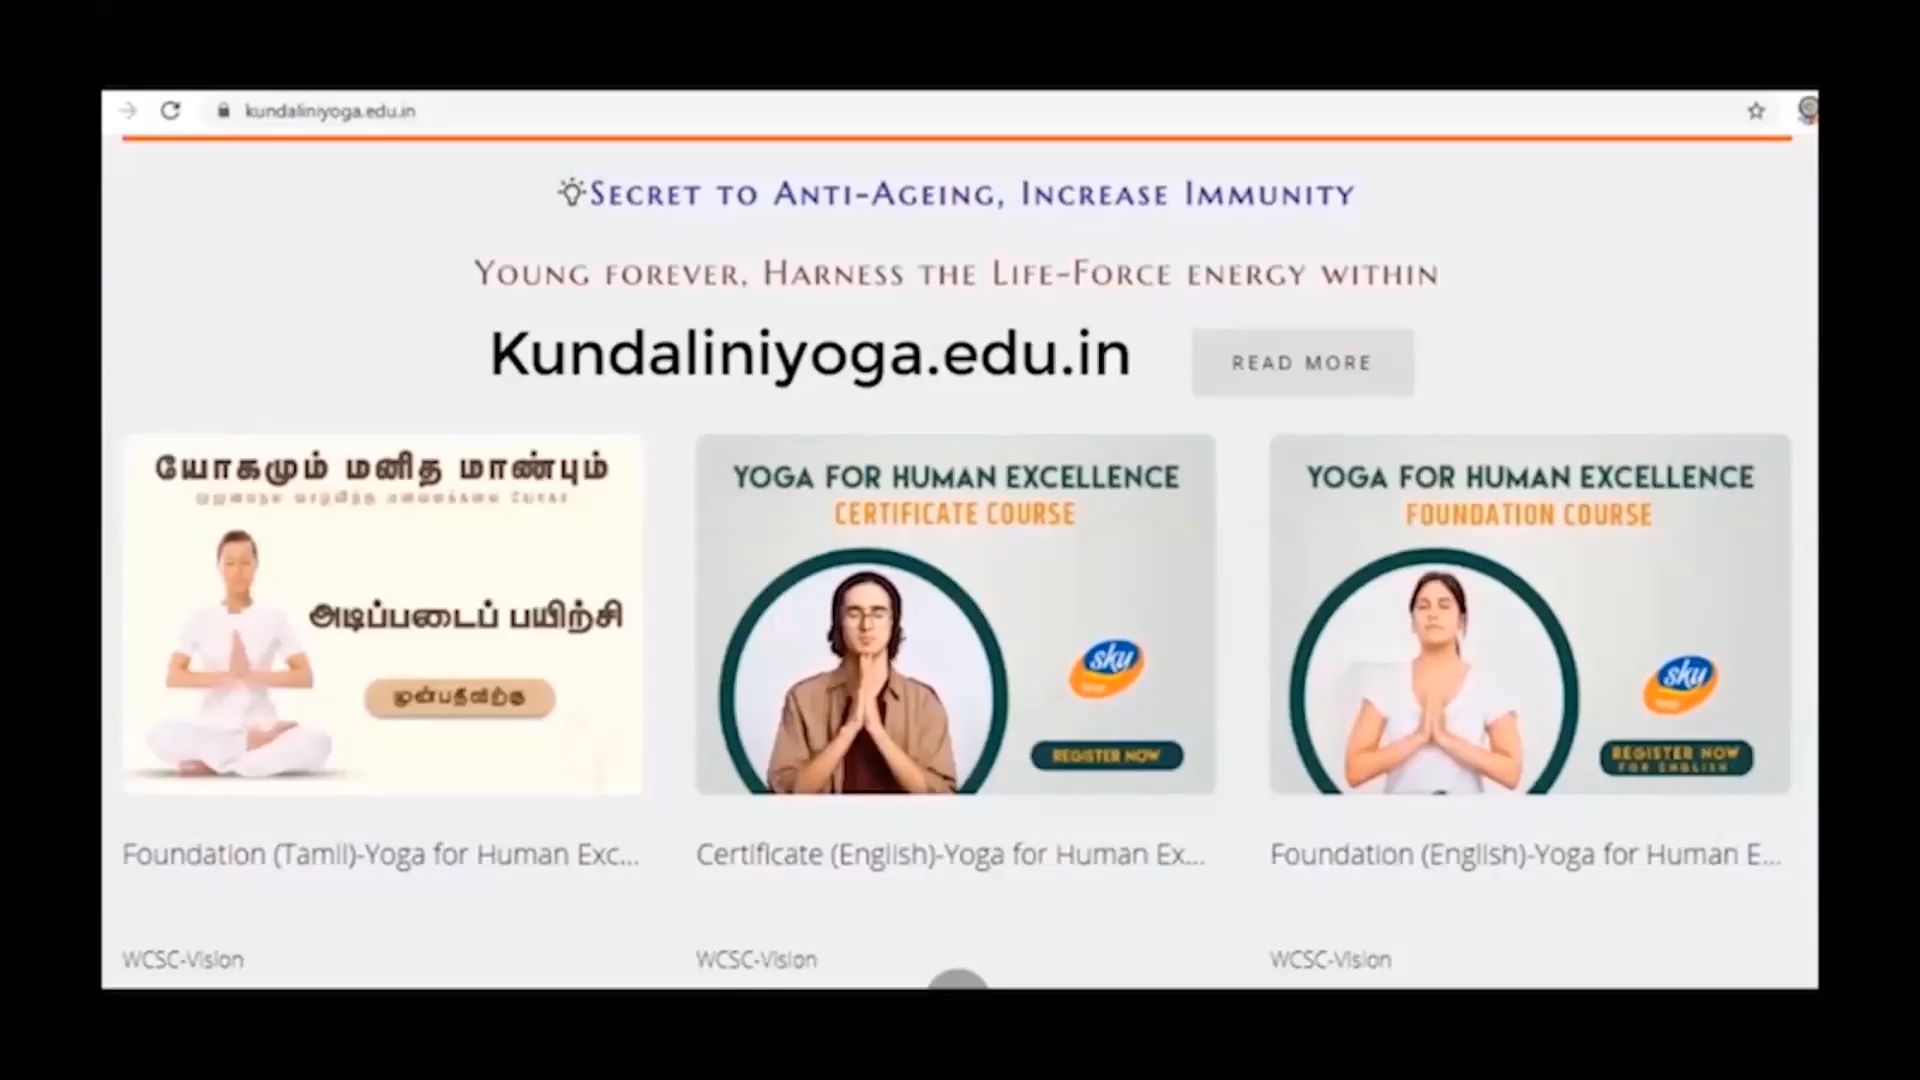 kundaliniyoga.edu.in
Secret to Anti-Ageing, Increase Immunity
Young forever, Harness the Life-Force energy within
Kundaliniyoga.edu.in
READ MORE
யோகமும் மனித மாண்பும்
அடிப்படைப் பயிற்சி
முன்பதிவிற்கு
YOGA FOR HUMAN EXCELLENCE
CERTIFICATE COURSE
sky
REGISTER NOW
YOGA FOR HUMAN EXCELLENCE
FOUNDATION COURSE
sky
REGISTER NOW
FOR ENGLISH
Foundation (Tamil)-Yoga for Human Exc...
Certificate (English)-Yoga for Human Ex...
Foundation (English)-Yoga for Human E...
WCSC-Vision
WCSC-Vision
WCSC-Vision